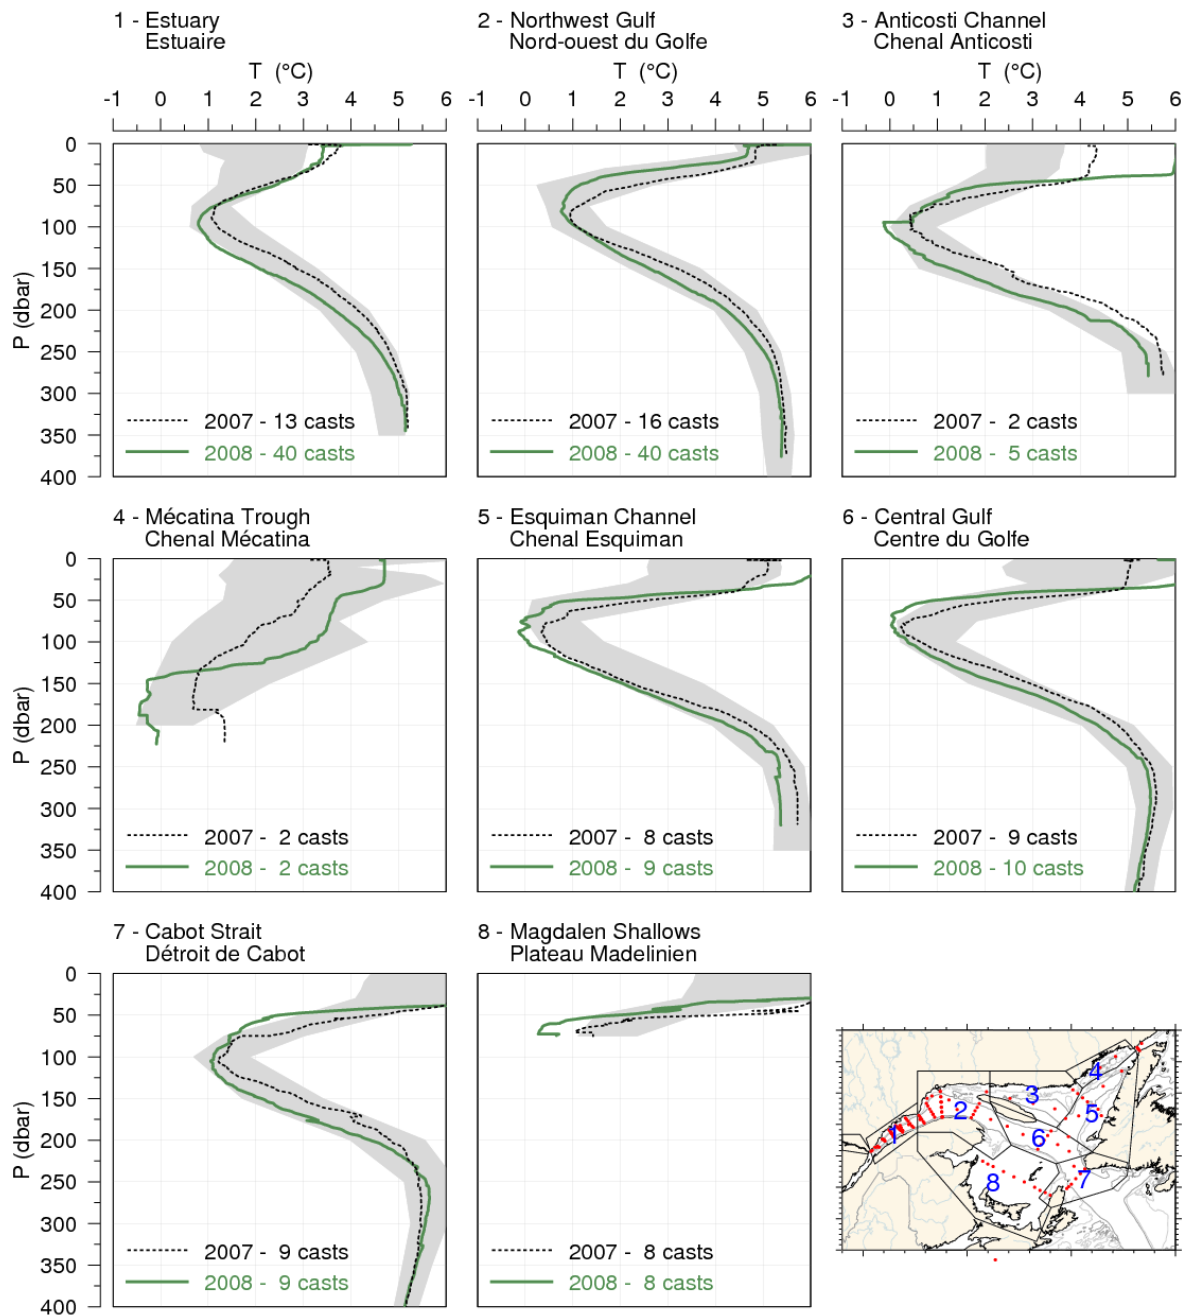 1 - Estuary
Estuaire
2 - Northwest Gulf
Nord-ouest du Golfe
3 - Anticosti Channel
Chenal Anticosti
T (°C)
T (°C)
T (°C)
-1 0 1 2 3 4 5 6
-1 0 1 2 3 4 5 6
-1 0 1 2 3 4 5 6
P (dbar)
0
50
100
150
200
250
300
350
400
2007 - 13 casts
2008 - 40 casts
2007 - 16 casts
2008 - 40 casts
2007 - 2 casts
2008 - 5 casts
4 - Mécatina Trough
Chenal Mécatina
5 - Esquiman Channel
Chenal Esquiman
6 - Central Gulf
Centre du Golfe
P (dbar)
0
50
100
150
200
250
300
350
400
2007 - 2 casts
2008 - 2 casts
2007 - 8 casts
2008 - 9 casts
2007 - 9 casts
2008 - 10 casts
7 - Cabot Strait
Détroit de Cabot
8 - Magdalen Shallows
Plateau Madelinien
P (dbar)
0
50
100
150
200
250
300
350
400
2007 - 9 casts
2008 - 9 casts
2007 - 8 casts
2008 - 8 casts
4
3
2
5
1
6
7
8